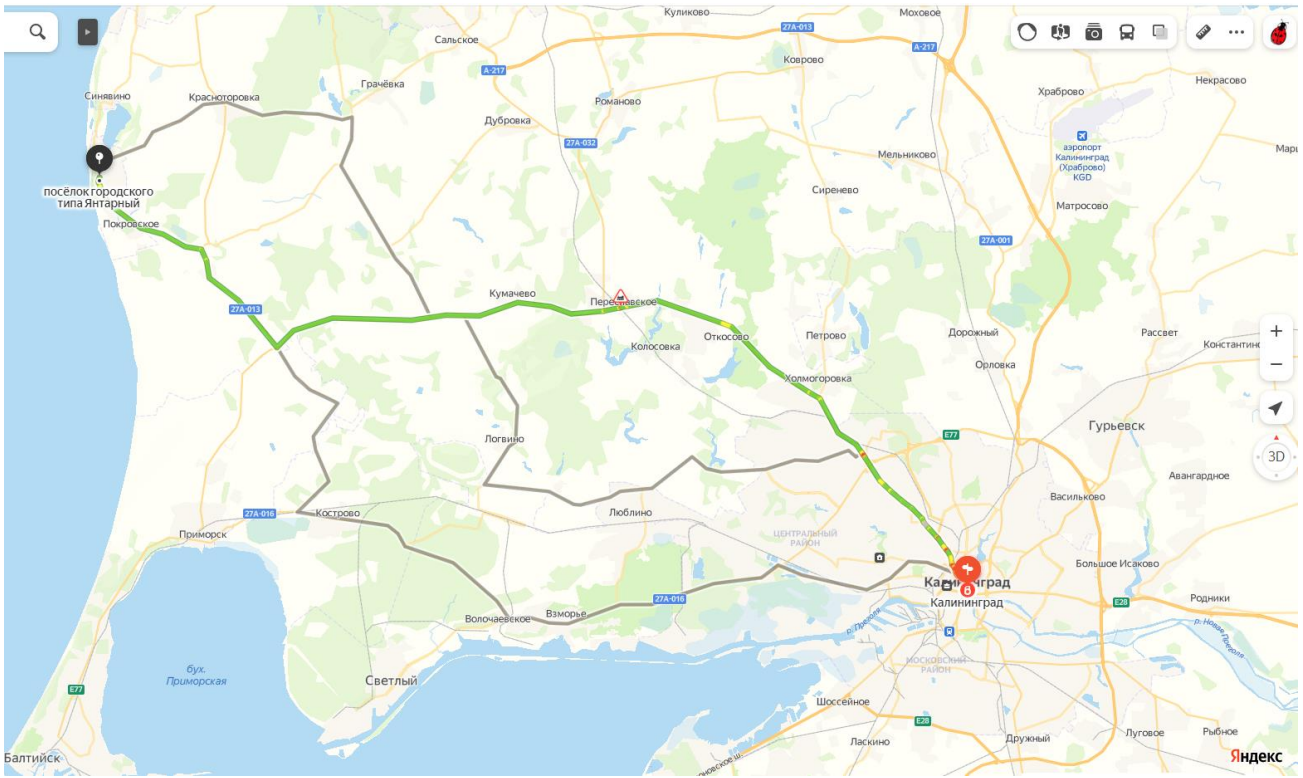 Куликово
Моховое
27А-013
Сальское
А-217
Коврово
А-217
Некрасово
Грачёвка
Храброво
Синявино
Красноторовка
Романово
Дубровка
27А-032
аэропорт
Калининград
(Храброво)
KGD
Мельниково
Сиренево
посёлок городского
типа Янтарный
Матросово
Покровское
27А-001
Кумачево
Переславское
27А-013
Колосовка
Откосово
Петрово
Дорожный
Рассвет
Орловка
Холмогоровка
Гурьевск
E77
Логвино
3D
Авангардное
Васильково
27А-016
Кострово
Люблино
Приморск
ЦЕНТРАЛЬНЫЙ
РАЙОН
Большое Исаково
Калининград
Калининград
27А-016
E28
Родники
Волочаевское
Взморье
р. Преголя
р. Новая Преголя
бух.
Приморская
Светлый
МОСКОВСКИЙ
РАЙОН
E77
Шоссейное
E28
Ласкино
Дружный
Луговое
Рыбное
Балтийск
Яндекс